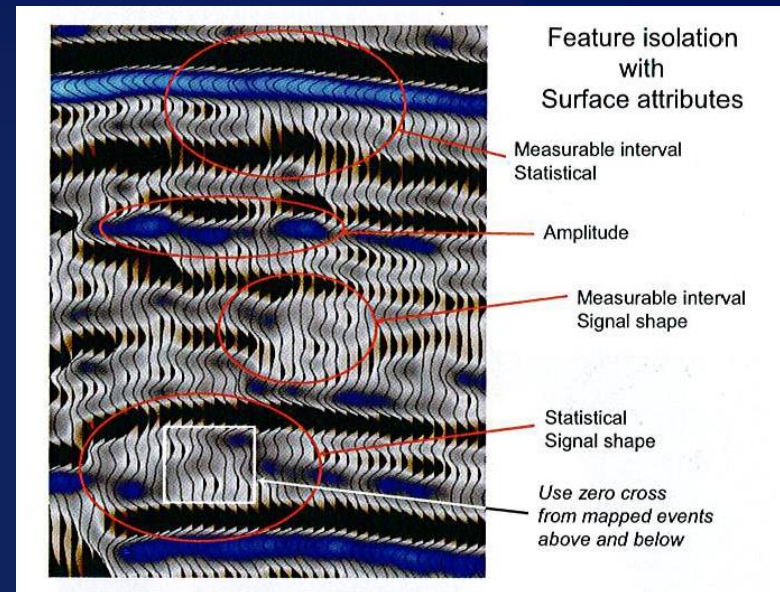 Feature isolation
with
Surface attributes
Measurable interval
Statistical
Amplitude
Measurable interval
Signal shape
Statistical
Signal shape
Use zero cross
from mapped events
above and below